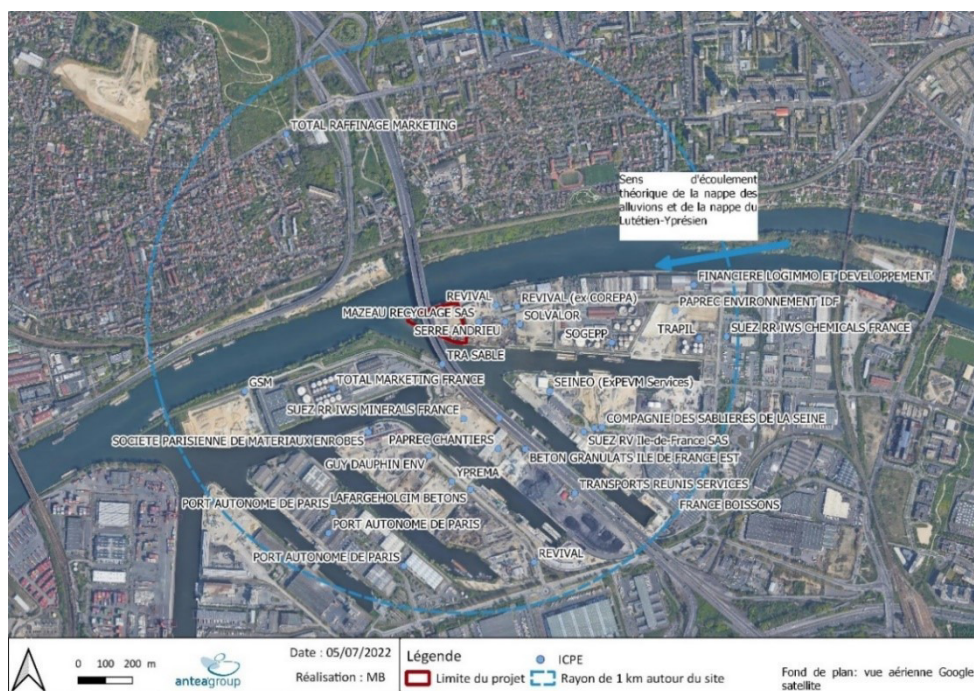 TOTAL RAFFINAGE MARKETING
Sens d'écoulement
théorique de la nappe des
alluvions et de la nappe du
Lutétien-Yprésien
FINANCIERE LOGIMMO ET DEVELOPPEMENT
REVIVAL
REVIVAL (ex COREPA)
PAPREC ENVIRONNEMENT IDF
MAZEAU RECYCLAGE SAS
SOLVALOR
SERRE ANDRIEU
SOGEPP
TRAPIL
SUEZ RR-IWS CHEMICALS FRANCE
TRA SABLE
TOTAL MARKETING FRANCE
SEINEO (ExPEVM Services)
GSM
SUEZ RR-IWS MINERALS FRANCE
COMPAGNIE DES SABLIERES DE LA SEINE
SOCIETE PARISIENNE DE MATERIAUX ENROBES
PAPREC CHANTIERS
SUEZ RV Ile-de-France SAS
BETON GRANULATS ILE DE FRANCE EST
GUY DAUPHIN ENV
YPREMA
TRANSPORTS REUNIS SERVICES
PORT AUTONOME DE PARIS
LAFARGEHOLCIM BETONS
FRANCE BOISSONS
PORT AUTONOME DE PARIS
PORT AUTONOME DE PARIS
REVIVAL
0 100 200 m
anteagroup
Date : 05/07/2022
Réalisation : MB
Légende
ICPE
Limite du projet
Rayon de 1 km autour du site
Fond de plan: vue aérienne Google
satellite